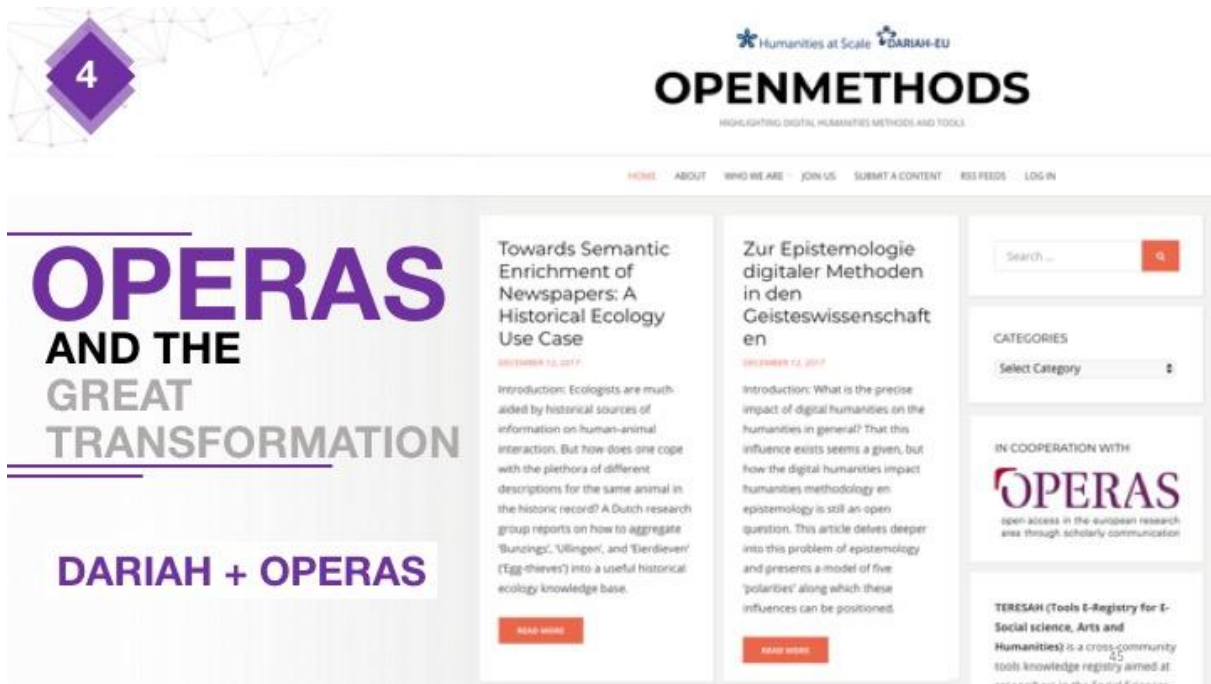 4
Humanities at Scale DARIAH-EU
OPENMETHODS
HIGHLIGHTING DIGITAL HUMANITIES METHODS AND TOOLS
HOME ABOUT WHO WE ARE JOIN US SUBMIT A CONTENT RSS FEEDS LOG IN
OPERAS
AND THE
GREAT
TRANSFORMATION
DARIAH + OPERAS
Towards Semantic
Enrichment of
Newspapers: A
Historical Ecology
Use Case
DECEMBER 12, 2017
Introduction: Ecologists are much
aided by historical sources of
information on human-animal
interaction. But how does one cope
with the plethora of different
descriptions for the same animal in
the historic record? A Dutch research
group reports on how to aggregate
'Bunzings', 'Ullingen', and 'Eierdieven'
('Egg-thieves') into a useful historical
ecology knowledge base.
READ MORE
Zur Epistemologie
digitaler Methoden
in den
Geisteswissenschaft
en
DECEMBER 12, 2017
Introduction: What is the precise
impact of digital humanities on the
humanities in general? That this
influence exists seems a given, but
how the digital humanities impact
humanities methodology en
epistemology is still an open
question. This article delves deeper
into this problem of epistemology
and presents a model of five
'polarities' along which these
influences can be positioned.
READ MORE
Search ...
CATEGORIES
Select Category
IN COOPERATION WITH
OPERAS
open access in the european research
area through scholarly communication
TERESAH (Tools E-Registry for E-
Social science, Arts and
Humanities) is a cross-community
tools knowledge registry aimed at
45